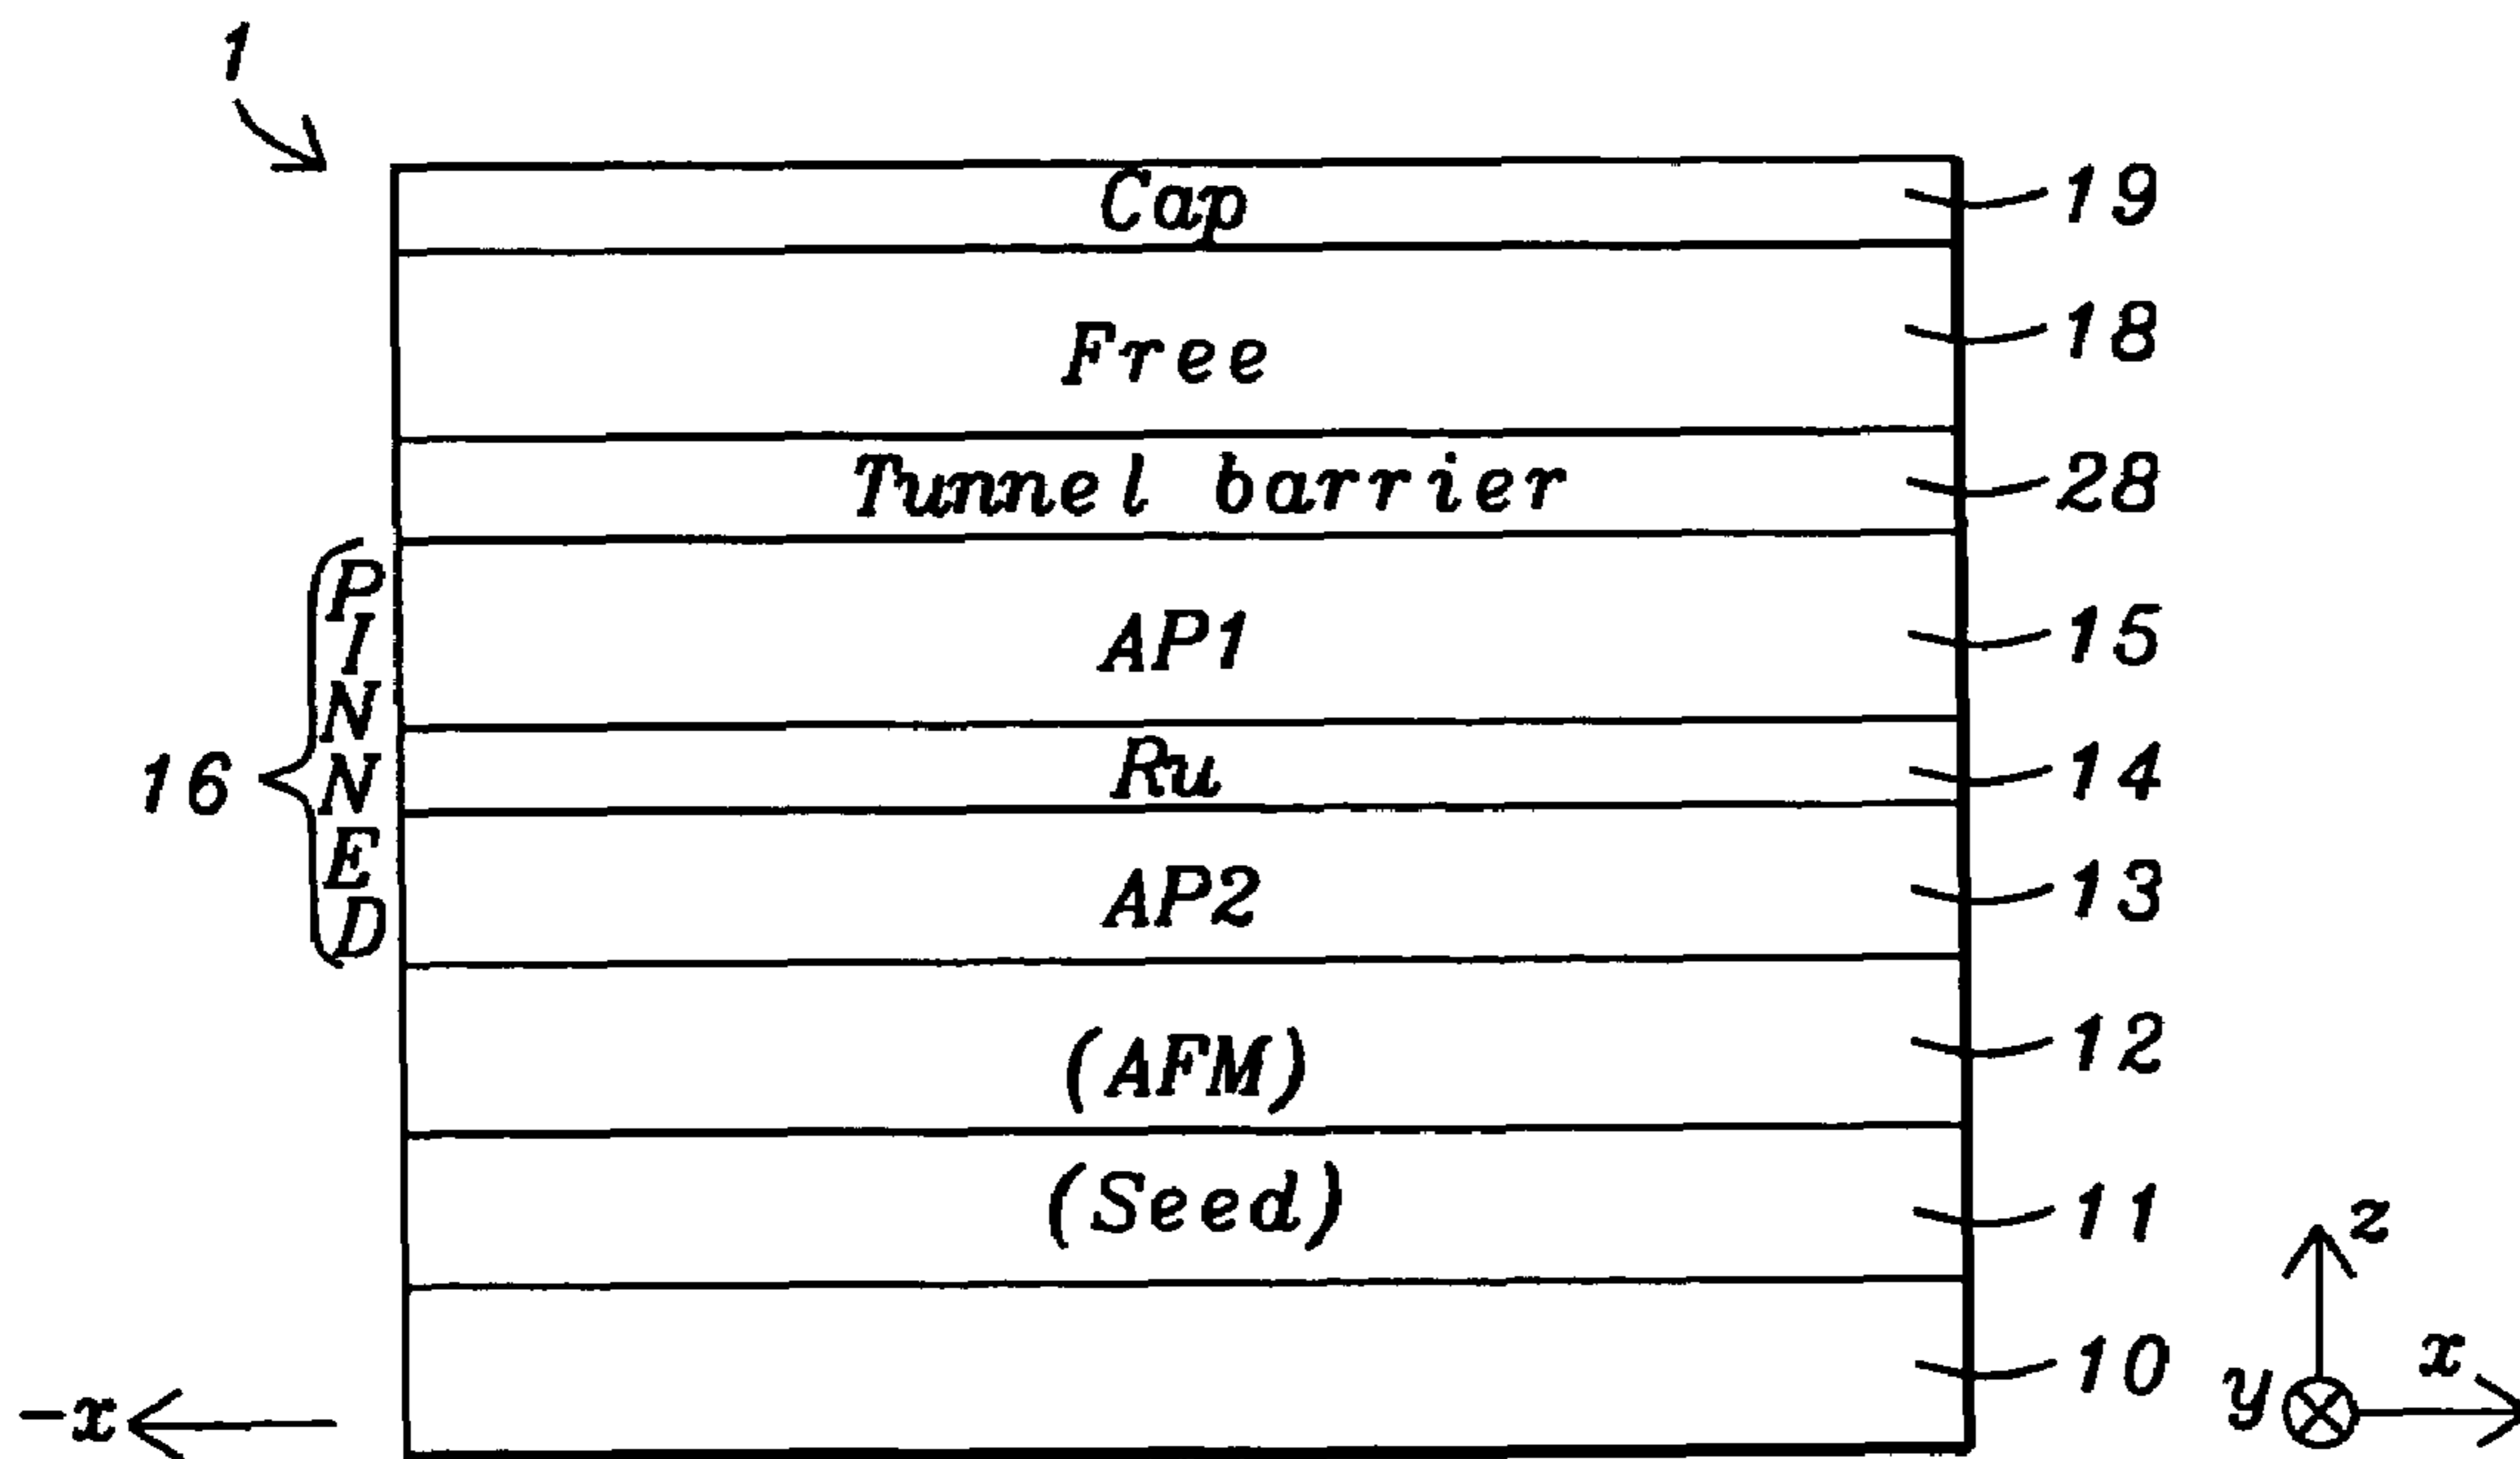 1
Cap 19
Free 18
Tunnel barrier 28
AP1 15
Ru 14
AP2 13
(AFM) 12
(Seed) 11
10
16
PINNED
-x
z
y
x